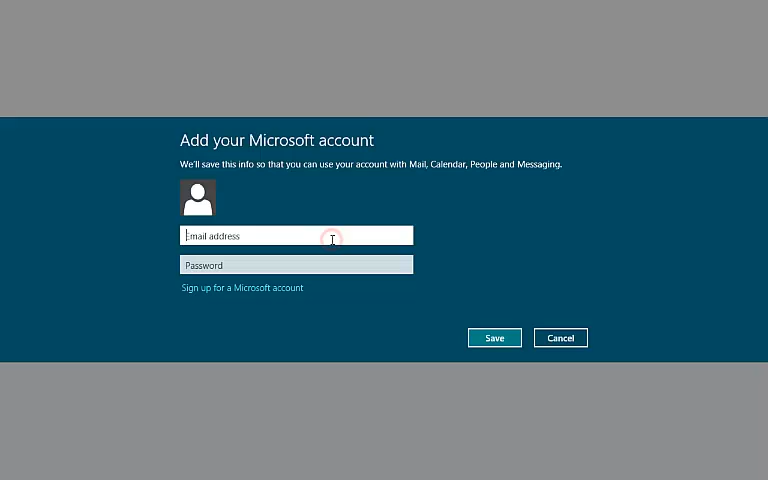 Add your Microsoft account
We'll save this info so that you can use your account with Mail, Calendar, People and Messaging.
Email address
Password
Sign up for a Microsoft account
Save
Cancel